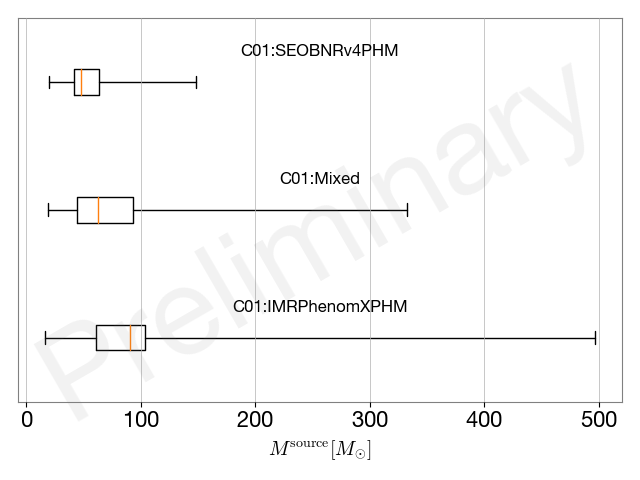 C01:SEOBNRv4PHM
C01:Mixed
C01:IMRPhenomXPHM
Preliminary
0 100 200 300 400 500
M^source [M_⊙]